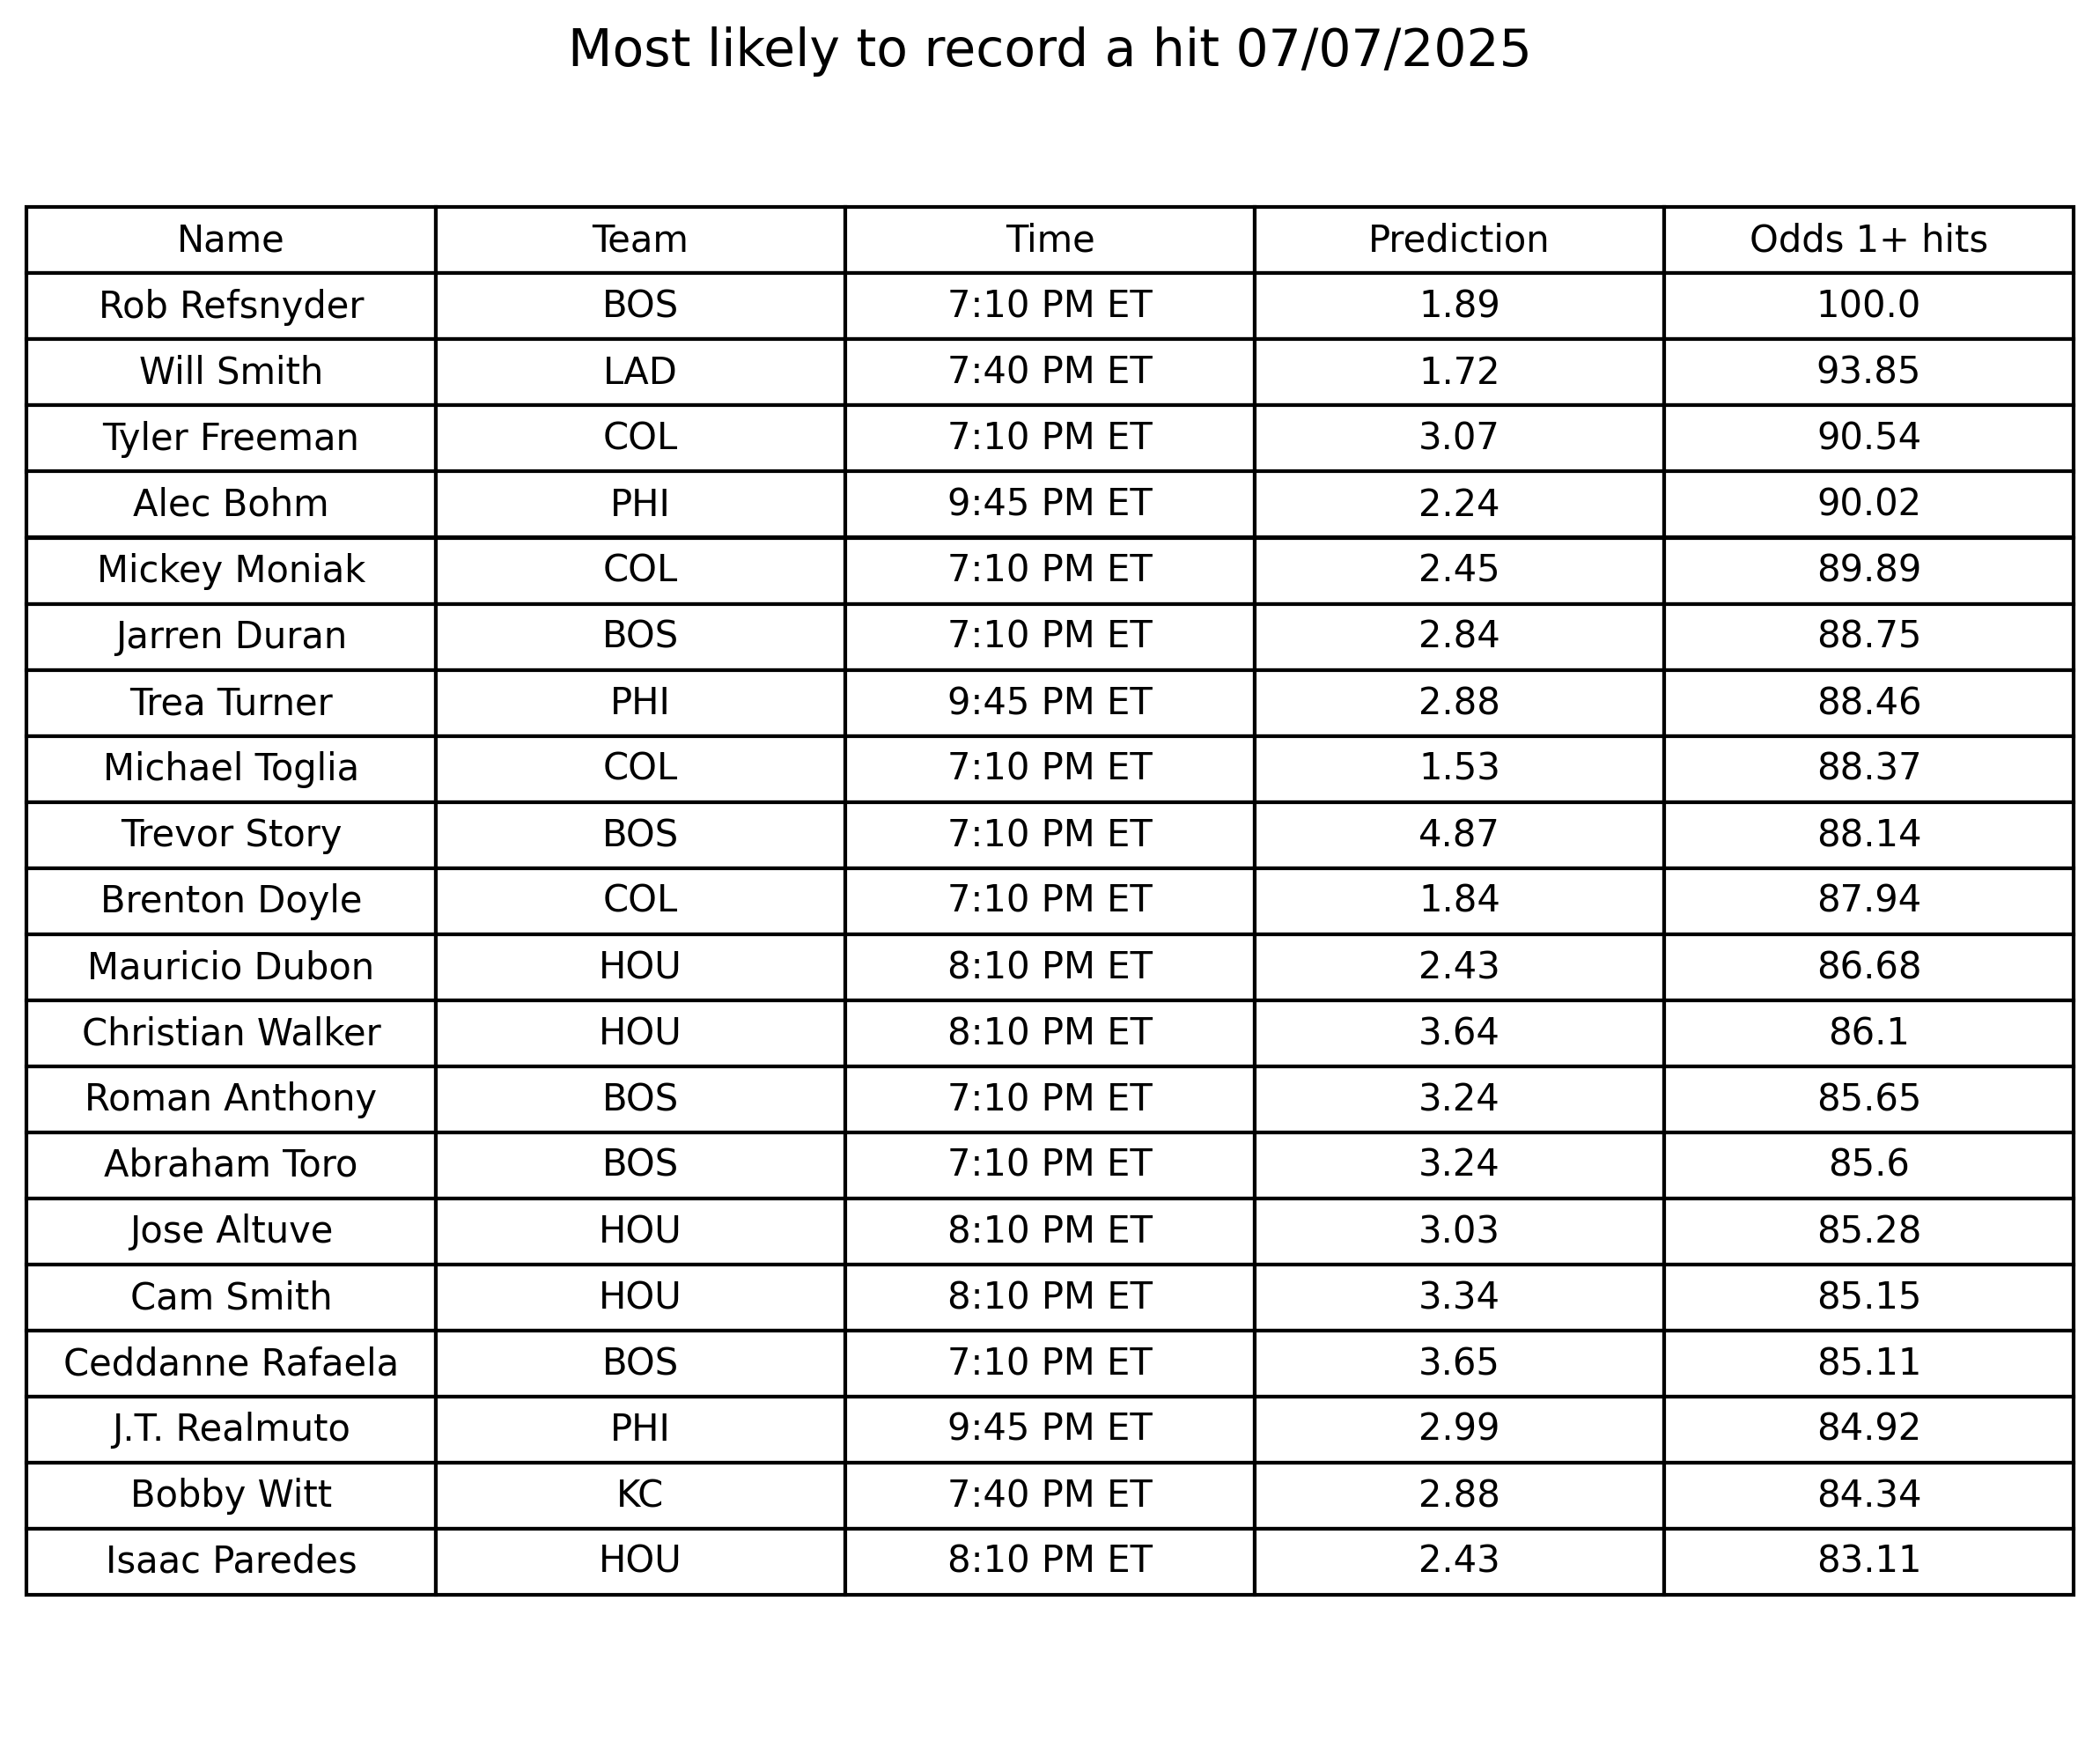 Most likely to record a hit 07/07/2025
Name Team Time Prediction Odds 1+ hits
Rob Refsnyder BOS 7:10 PM ET 1.89 100.0
Will Smith LAD 7:40 PM ET 1.72 93.85
Tyler Freeman COL 7:10 PM ET 3.07 90.54
Alec Bohm PHI 9:45 PM ET 2.24 90.02
Mickey Moniak COL 7:10 PM ET 2.45 89.89
Jarren Duran BOS 7:10 PM ET 2.84 88.75
Trea Turner PHI 9:45 PM ET 2.88 88.46
Michael Toglia COL 7:10 PM ET 1.53 88.37
Trevor Story BOS 7:10 PM ET 4.87 88.14
Brenton Doyle COL 7:10 PM ET 1.84 87.94
Mauricio Dubon HOU 8:10 PM ET 2.43 86.68
Christian Walker HOU 8:10 PM ET 3.64 86.1
Roman Anthony BOS 7:10 PM ET 3.24 85.65
Abraham Toro BOS 7:10 PM ET 3.24 85.6
Jose Altuve HOU 8:10 PM ET 3.03 85.28
Cam Smith HOU 8:10 PM ET 3.34 85.15
Ceddanne Rafaela BOS 7:10 PM ET 3.65 85.11
J.T. Realmuto PHI 9:45 PM ET 2.99 84.92
Bobby Witt KC 7:40 PM ET 2.88 84.34
Isaac Paredes HOU 8:10 PM ET 2.43 83.11